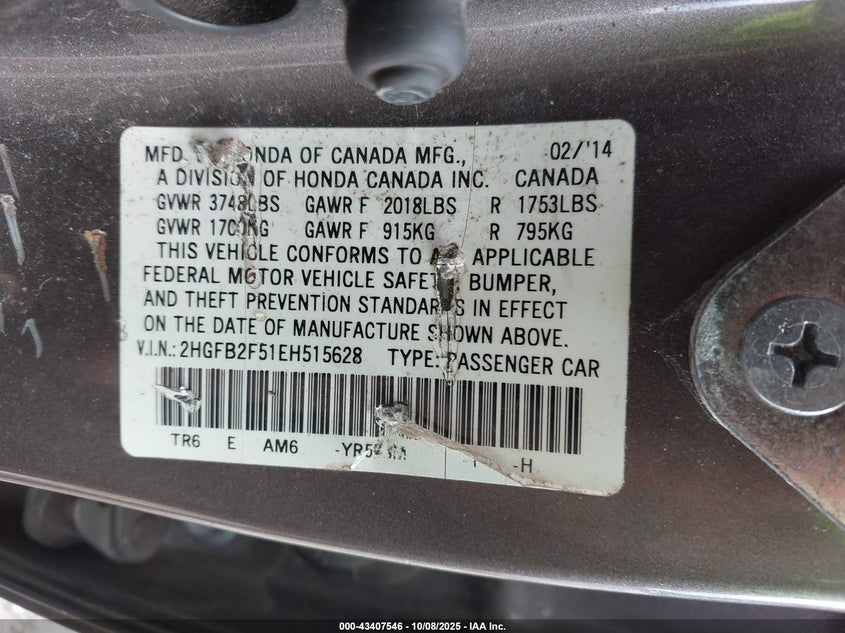 MFD. HONDA OF CANADA MFG., 02/'14
A DIVISION OF HONDA CANADA INC. CANADA
GVWR 3748LBS GAWR F 2018LBS R 1753LBS
GVWR 1700KG GAWR F 915KG R 795KG
THIS VEHICLE CONFORMS TO ALL APPLICABLE
FEDERAL MOTOR VEHICLE SAFETY, BUMPER,
AND THEFT PREVENTION STANDARDS IN EFFECT
ON THE DATE OF MANUFACTURE SHOWN ABOVE.
V.I.N.: 2HGFB2F51EH515628 TYPE: PASSENGER CAR
TR6 E AM6 -H
000-43407546 - 10/08/2025 - IAA Inc.